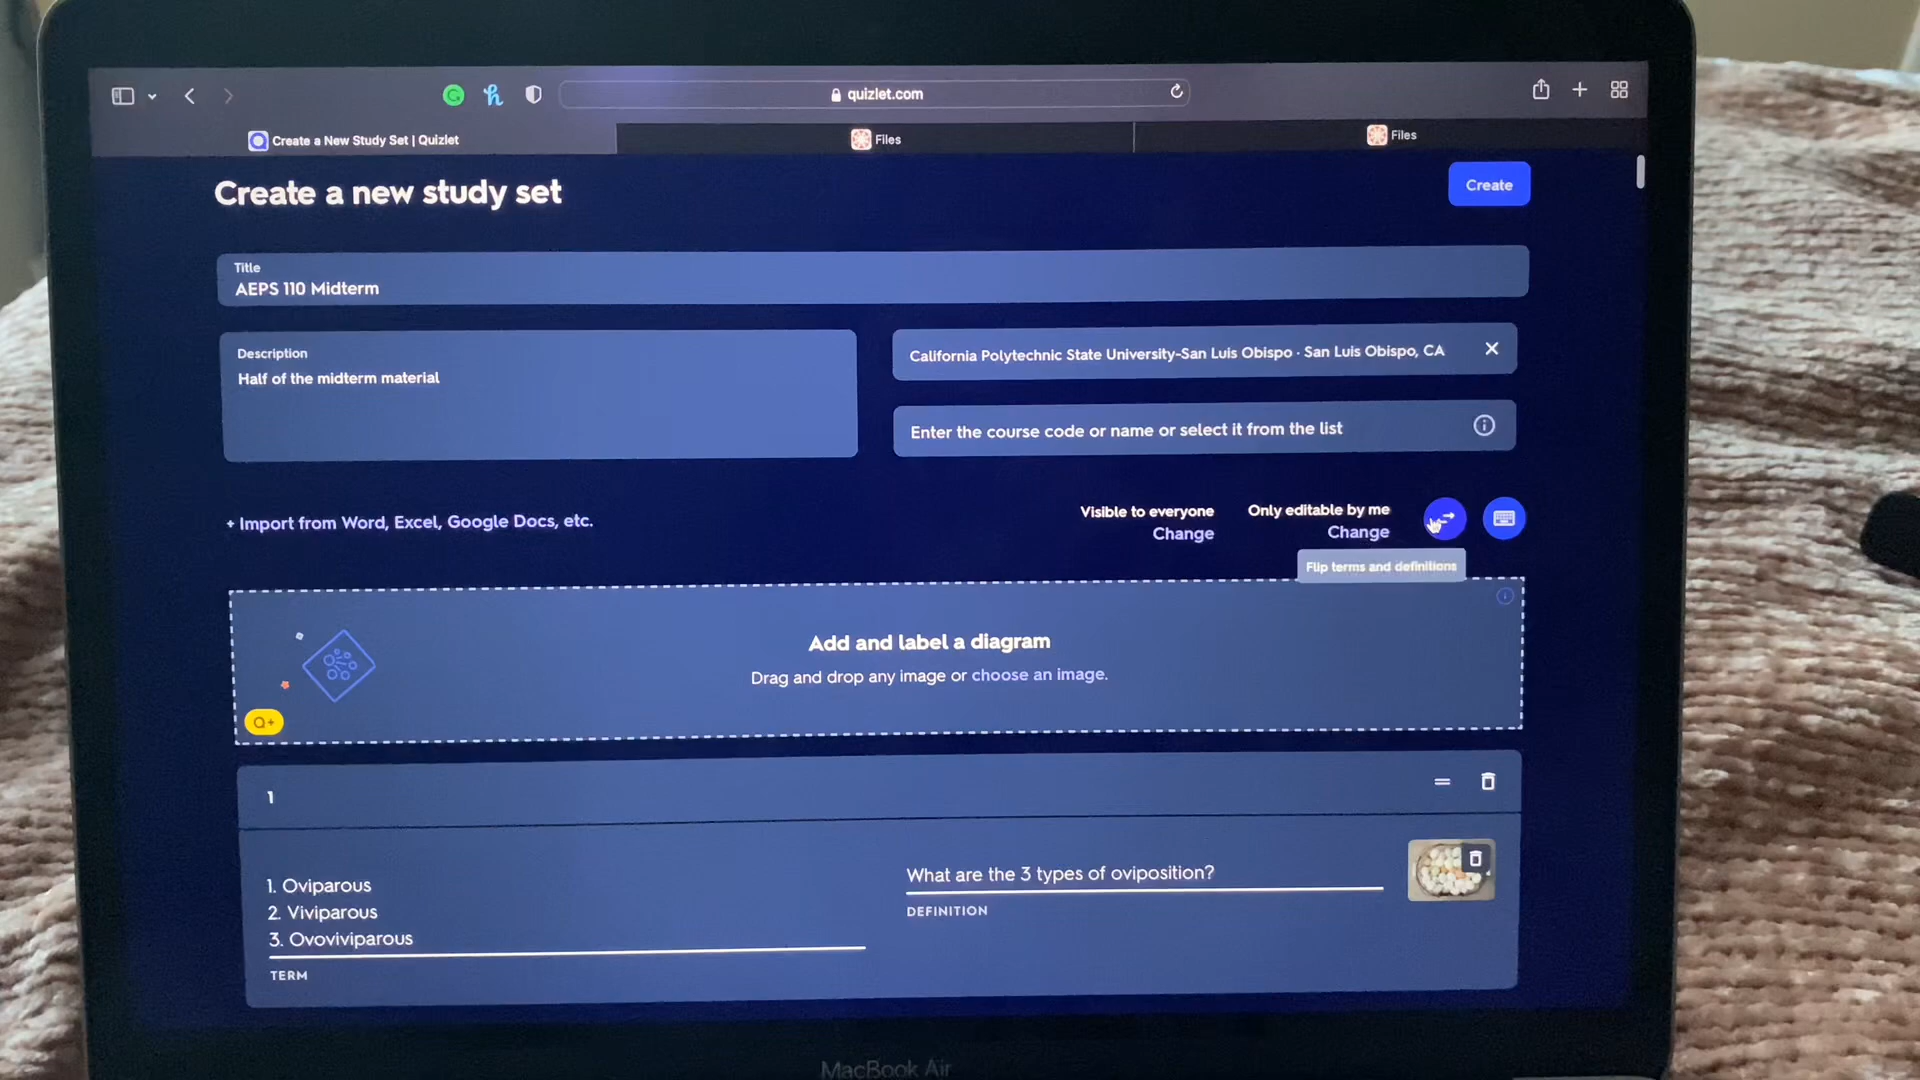 quizlet.com
Create a New Study Set | Quizlet
Files
Files
Create a new study set
Create
Title
AEPS 110 Midterm
Description
Half of the midterm material
California Polytechnic State University-San Luis Obispo · San Luis Obispo, CA
Enter the course code or name or select it from the list
+ Import from Word, Excel, Google Docs, etc.
Visible to everyone
Change
Only editable by me
Change
Flip terms and definitions
Add and label a diagram
Drag and drop any image or choose an image.
Q+
1
1. Oviparous
2. Viviparous
3. Ovoviviparous
TERM
What are the 3 types of oviposition?
DEFINITION
MacBook Air